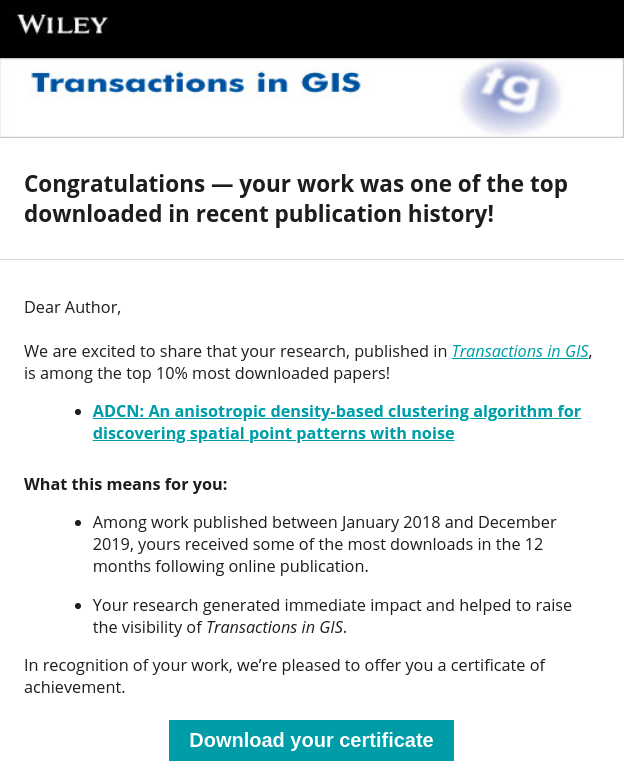 WILEY
Transactions in GIS
tg
Congratulations — your work was one of the top
downloaded in recent publication history!
Dear Author,
We are excited to share that your research, published in Transactions in GIS,
is among the top 10% most downloaded papers!
• ADCN: An anisotropic density-based clustering algorithm for
discovering spatial point patterns with noise
What this means for you:
• Among work published between January 2018 and December
2019, yours received some of the most downloads in the 12
months following online publication.
• Your research generated immediate impact and helped to raise
the visibility of Transactions in GIS.
In recognition of your work, we’re pleased to offer you a certificate of
achievement.
Download your certificate